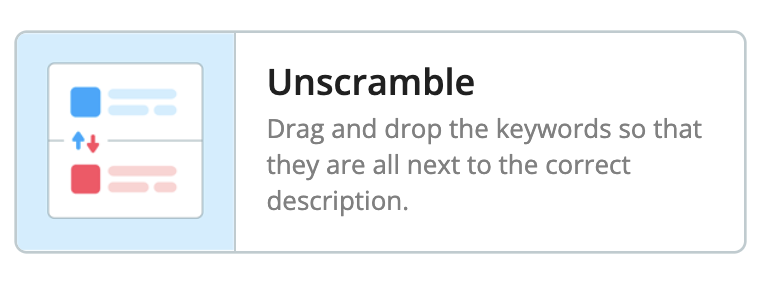 Unscramble
Drag and drop the keywords so that
they are all next to the correct
description.